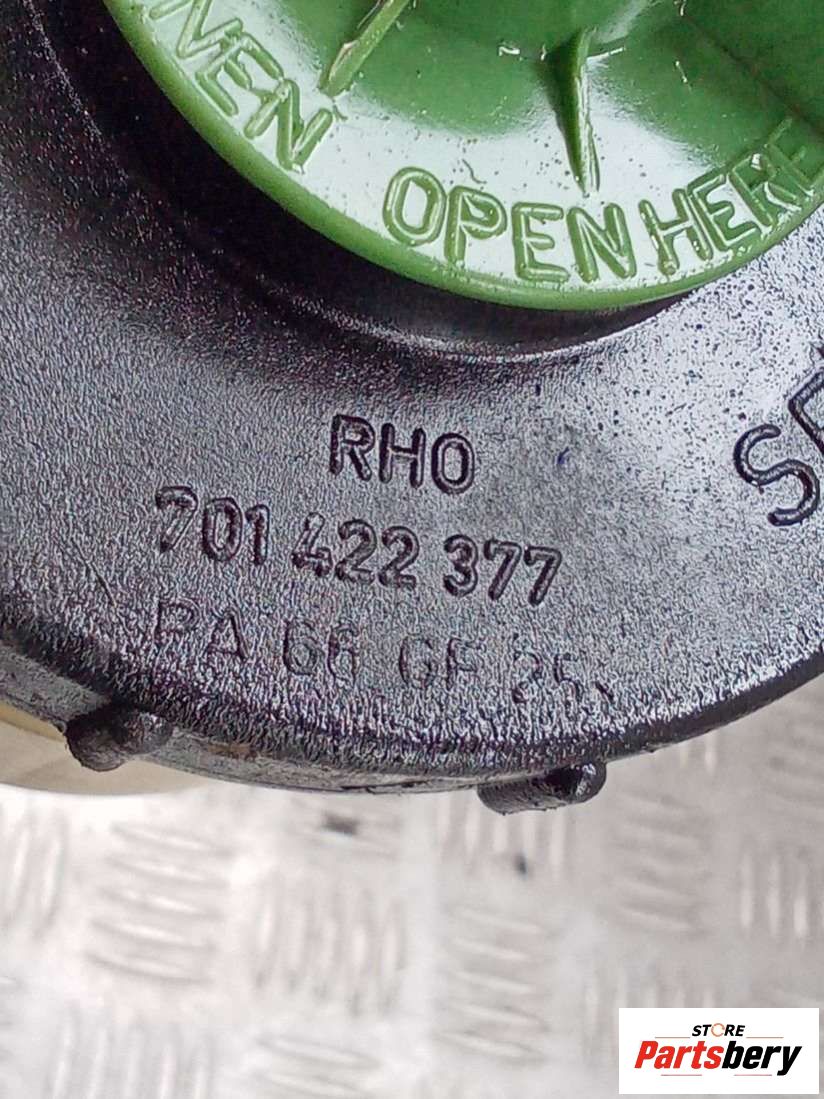 OPEN HERE
RHO
701 422 377
PA 66 GF 25
STORE
Partsbery